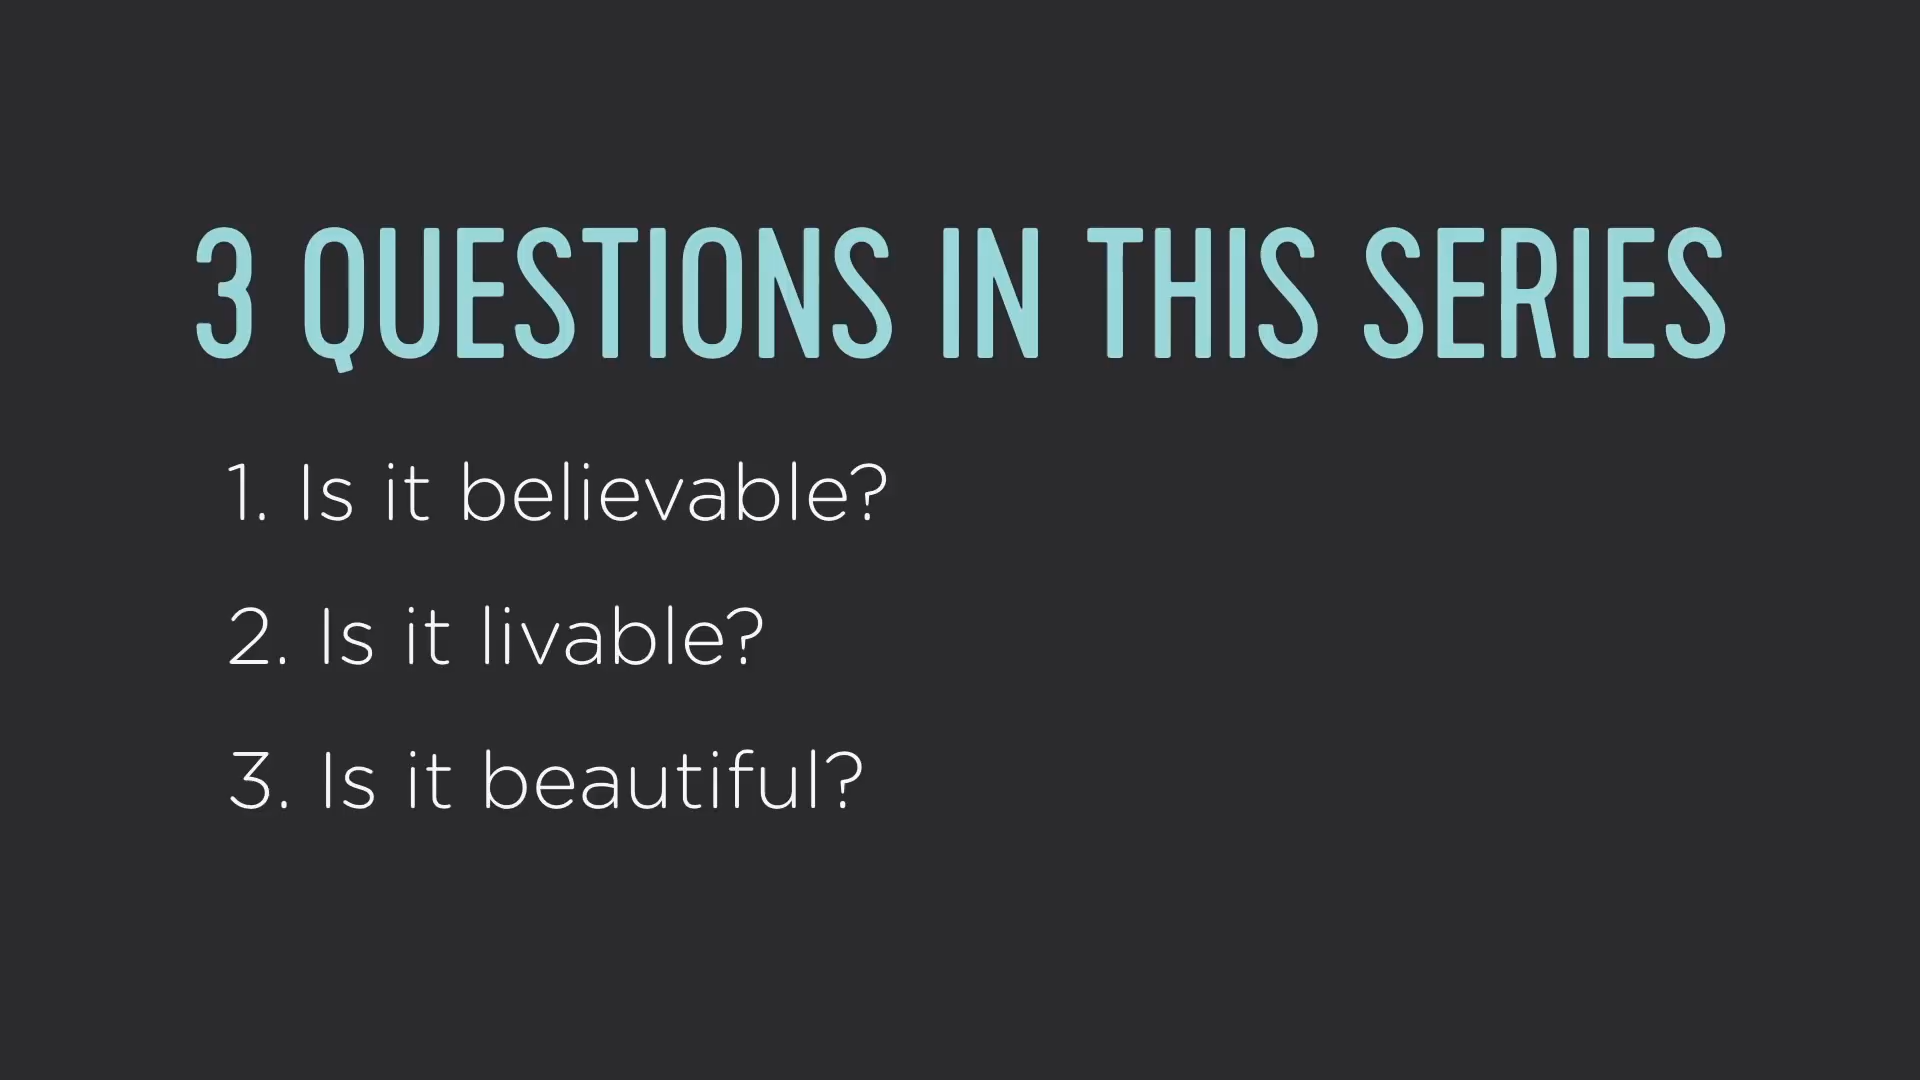 3 QUESTIONS IN THIS SERIES
1. Is it believable?
2. Is it livable?
3. Is it beautiful?